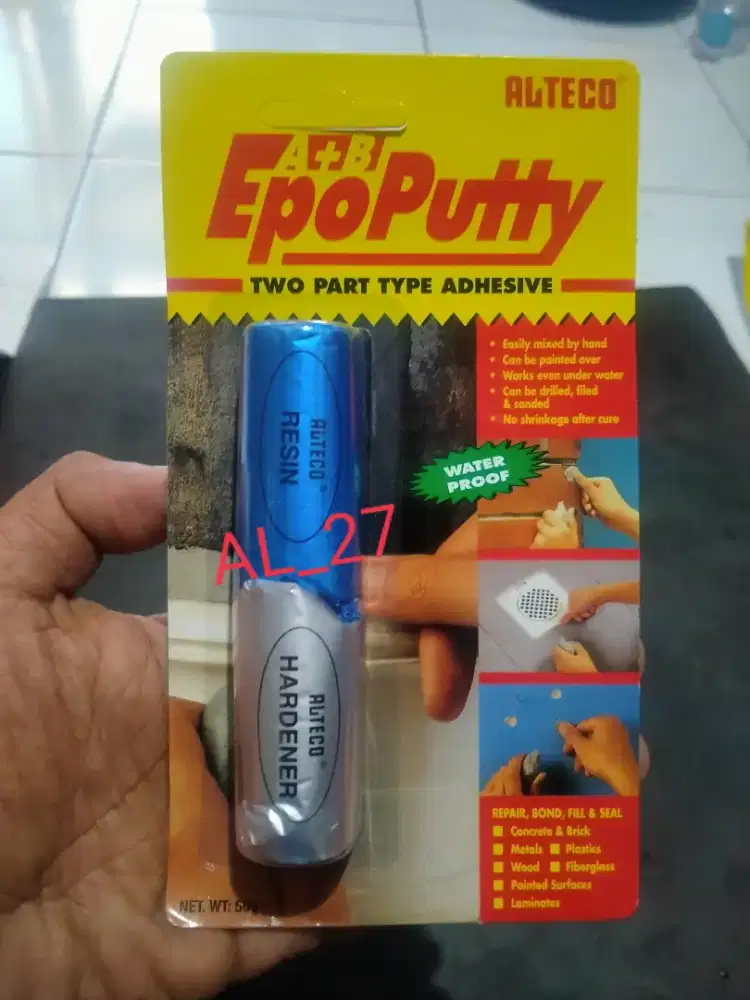 ALTECO®
A+B
EpoPutty
TWO PART TYPE ADHESIVE
• Easily mixed by hand
• Can be painted over
• Works even under water
• Can be drilled, filed
& sanded
• No shrinkage after cure
WATER
PROOF
ALTECO®
RESIN
AL_27
ALTECO®
HARDENER
REPAIR, BOND, FILL & SEAL
Concrete & Brick
Metals Plastics
Wood Fiberglass
Painted Surfaces
Laminates
NET. WT: 50g